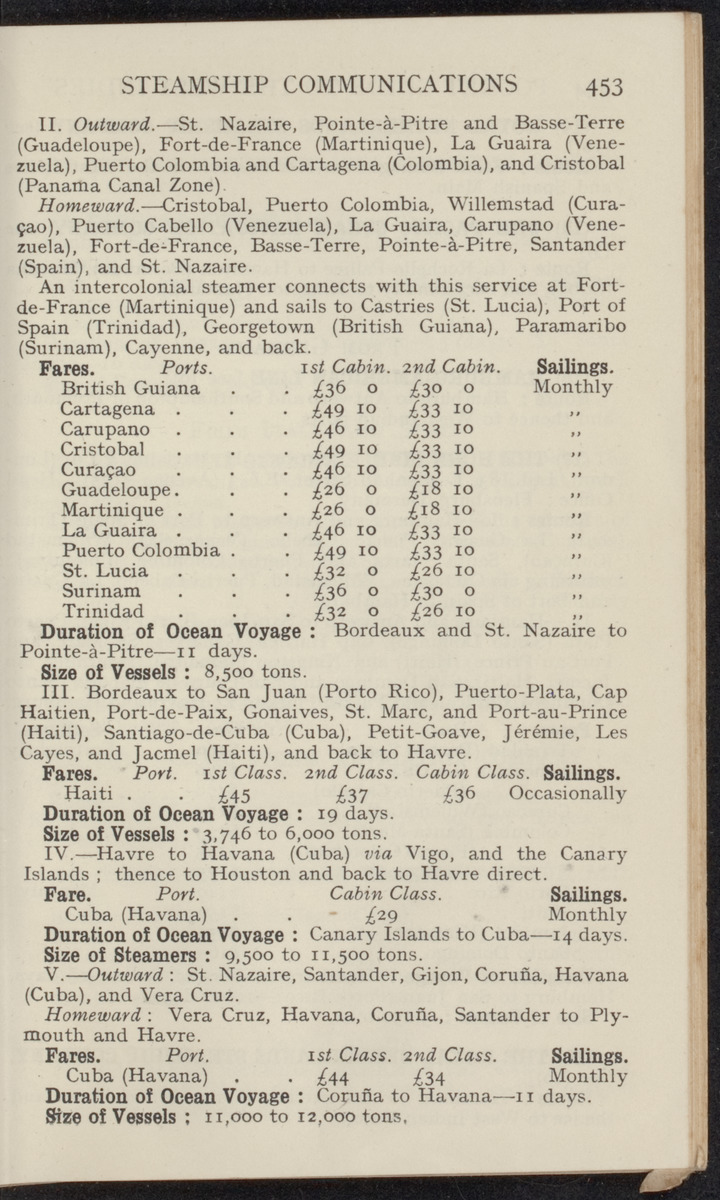 STEAMSHIP COMMUNICATIONS 453
II. Outward.—St. Nazaire, Pointe-à-Pitre and Basse-Terre
(Guadeloupe), Fort-de-France (Martinique), La Guaira (Vene-
zuela), Puerto Colombia and Cartagena (Colombia), and Cristobal
(Panama Canal Zone).
Homeward.—Cristobal, Puerto Colombia, Willemstad (Cura-
çao), Puerto Cabello (Venezuela), La Guaira, Carupano (Vene-
zuela), Fort-de-France, Basse-Terre, Pointe-à-Pitre, Santander
(Spain), and St. Nazaire.
An intercolonial steamer connects with this service at Fort-
de-France (Martinique) and sails to Castries (St. Lucia), Port of
Spain (Trinidad), Georgetown (British Guiana), Paramaribo
(Surinam), Cayenne, and back.
Fares. Ports. 1st Cabin. 2nd Cabin. Sailings.
British Guiana . . £36 0 £30 0 Monthly
Cartagena . . . £49 10 £33 10 ,,
Carupano . . . £46 10 £33 10 ,,
Cristobal . . . £49 10 £33 10 ,,
Curaçao . . . £46 10 £33 10 ,,
Guadeloupe . . . £26 0 £18 10 ,,
Martinique . . . £26 0 £18 10 ,,
La Guaira . . . £46 10 £33 10 ,,
Puerto Colombia . . £49 10 £33 10 ,,
St. Lucia . . . £32 0 £26 10 ,,
Surinam . . . £36 0 £30 0 ,,
Trinidad . . . £32 0 £26 10 ,,
Duration of Ocean Voyage : Bordeaux and St. Nazaire to
Pointe-à-Pitre—11 days.
Size of Vessels : 8,500 tons.
III. Bordeaux to San Juan (Porto Rico), Puerto-Plata, Cap
Haitien, Port-de-Paix, Gonaives, St. Marc, and Port-au-Prince
(Haiti), Santiago-de-Cuba (Cuba), Petit-Goave, Jérémie, Les
Cayes, and Jacmel (Haiti), and back to Havre.
Fares. Port. 1st Class. 2nd Class. Cabin Class. Sailings.
Haiti . . £45 £37 £36 Occasionally
Duration of Ocean Voyage : 19 days.
Size of Vessels : 3,746 to 6,000 tons.
IV.—Havre to Havana (Cuba) via Vigo, and the Canary
Islands ; thence to Houston and back to Havre direct.
Fare. Port. Cabin Class. Sailings.
Cuba (Havana) . . £29 Monthly
Duration of Ocean Voyage : Canary Islands to Cuba—14 days.
Size of Steamers : 9,500 to 11,500 tons.
V.—Outward : St. Nazaire, Santander, Gijon, Coruña, Havana
(Cuba), and Vera Cruz.
Homeward : Vera Cruz, Havana, Coruña, Santander to Ply-
mouth and Havre.
Fares. Port. 1st Class. 2nd Class. Sailings.
Cuba (Havana) . . £44 £34 Monthly
Duration of Ocean Voyage : Coruña to Havana—11 days.
Size of Vessels : 11,000 to 12,000 tons.